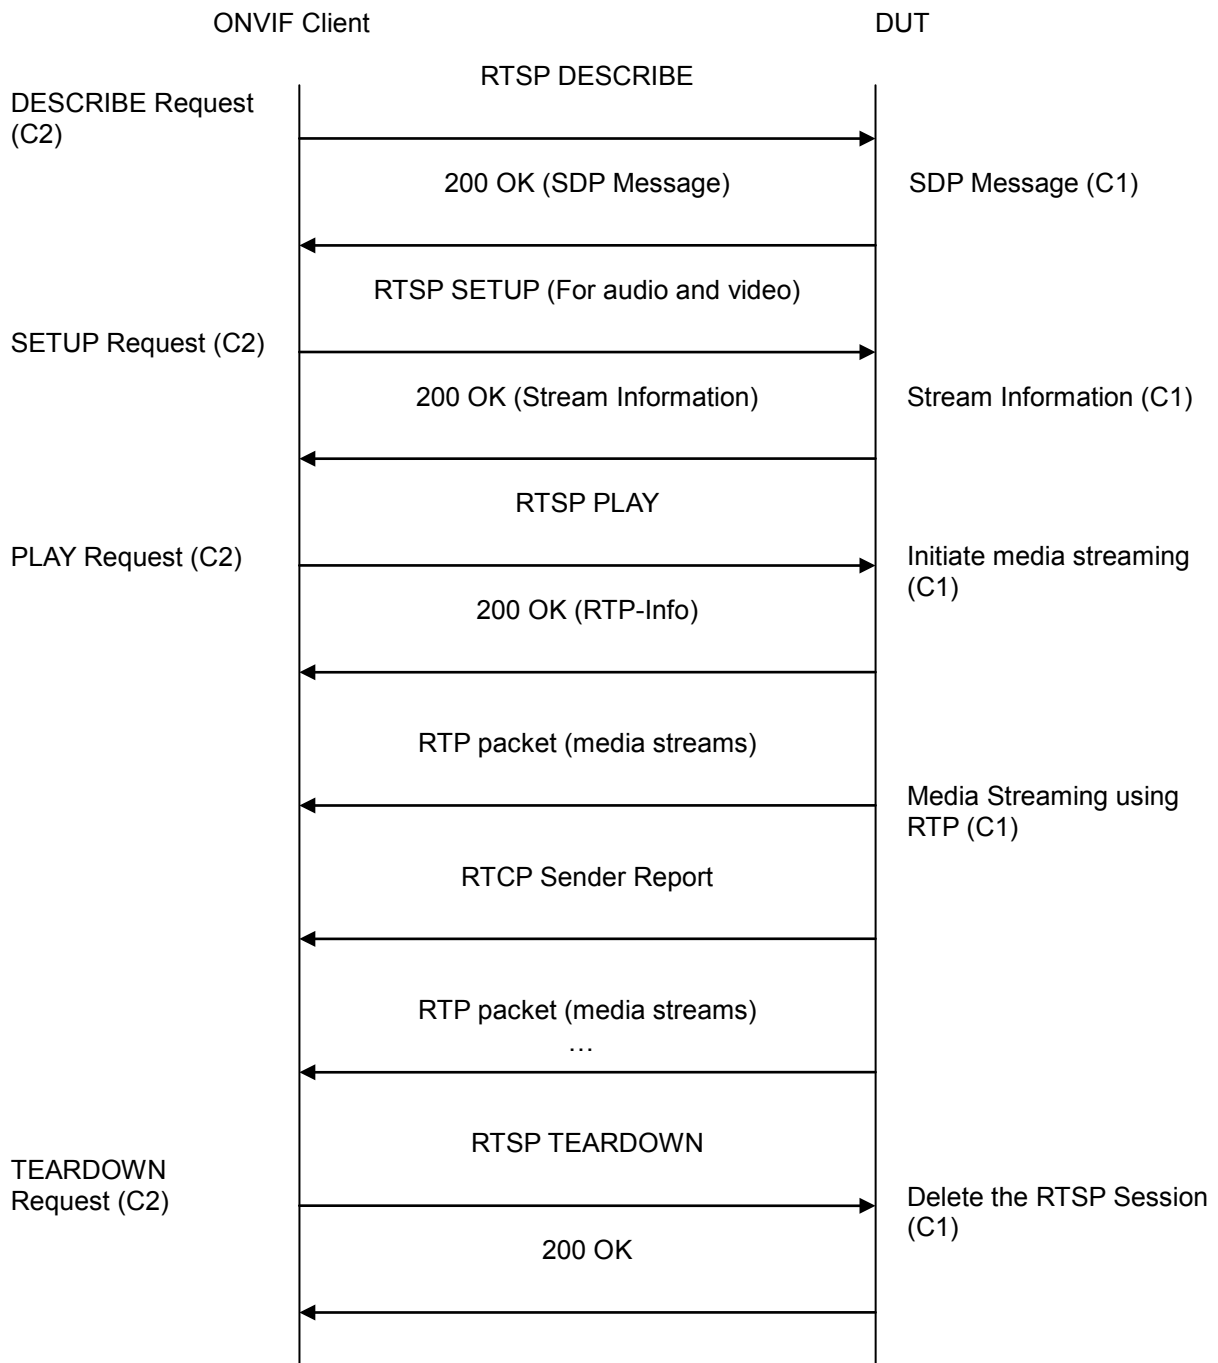 ONVIF Client
DUT
RTSP DESCRIBE
DESCRIBE Request
(C2)
200 OK (SDP Message)
SDP Message (C1)
RTSP SETUP (For audio and video)
SETUP Request (C2)
200 OK (Stream Information)
Stream Information (C1)
RTSP PLAY
PLAY Request (C2)
Initiate media streaming
(C1)
200 OK (RTP-Info)
RTP packet (media streams)
Media Streaming using
RTP (C1)
RTCP Sender Report
RTP packet (media streams)
…
RTSP TEARDOWN
TEARDOWN
Request (C2)
Delete the RTSP Session
(C1)
200 OK